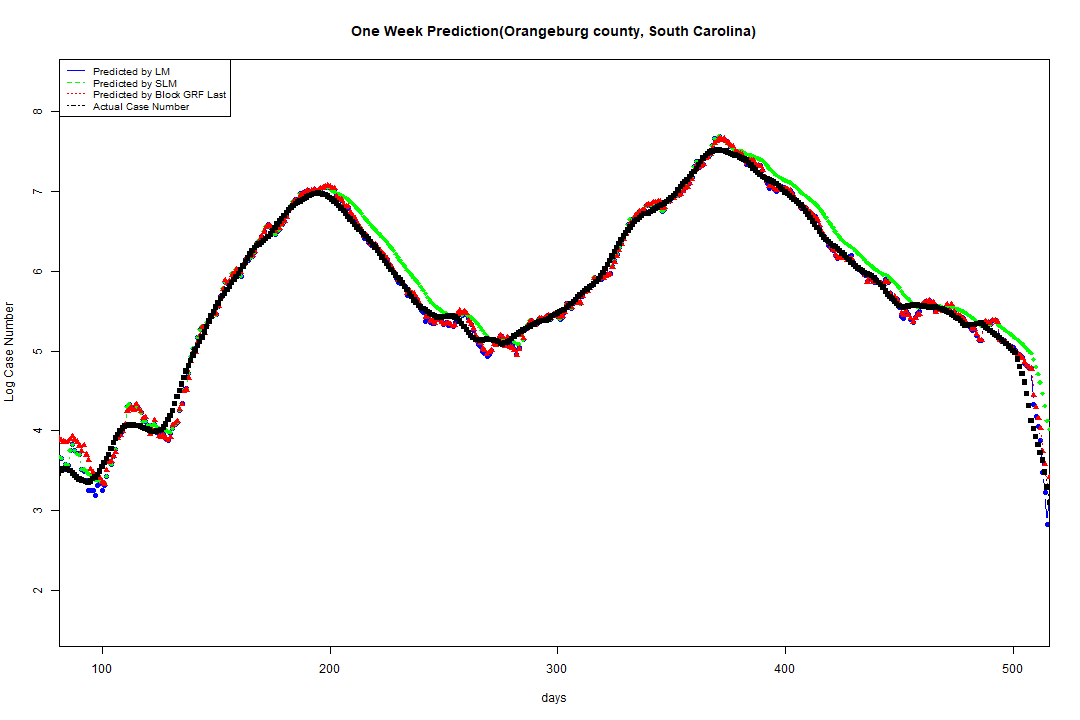 One Week Prediction(Orangeburg county, South Carolina)
Predicted by LM
Predicted by SLM
Predicted by Block GRF Last
Actual Case Number
Log Case Number
8
7
6
5
4
3
2
100 200 300 400 500
days